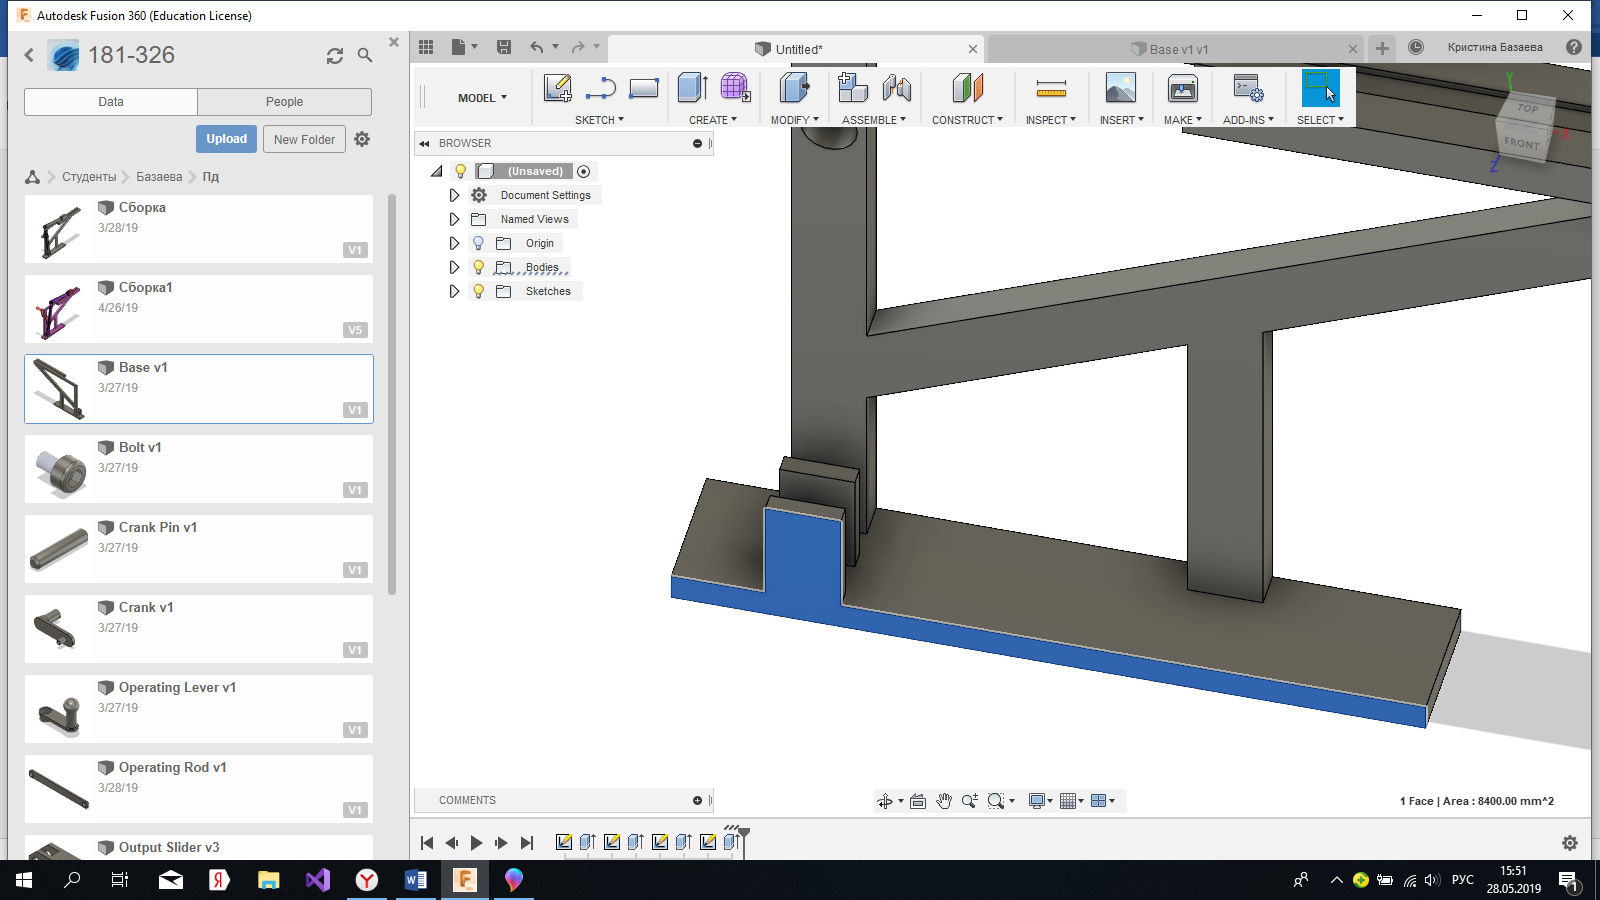 Autodesk Fusion 360 (Education License)
181-326
Data
People
Upload
New Folder
Студенты
Базаева
Пд
Сборка
3/28/19
V1
Сборка1
4/26/19
V5
Base v1
3/27/19
V1
Bolt v1
3/27/19
V1
Crank Pin v1
3/27/19
V1
Crank v1
3/27/19
V1
Operating Lever v1
3/27/19
V1
Operating Rod v1
3/28/19
V1
Output Slider v3
Untitled*
Base v1 v1
Кристина Базаева
MODEL
SKETCH
CREATE
MODIFY
ASSEMBLE
CONSTRUCT
INSPECT
INSERT
MAKE
ADD-INS
SELECT
BROWSER
(Unsaved)
Document Settings
Named Views
Origin
Bodies
Sketches
Y
TOP
X
FRONT
Z
COMMENTS
1 Face | Area : 8400.00 mm^2
РУС
15:51
28.05.2019
1